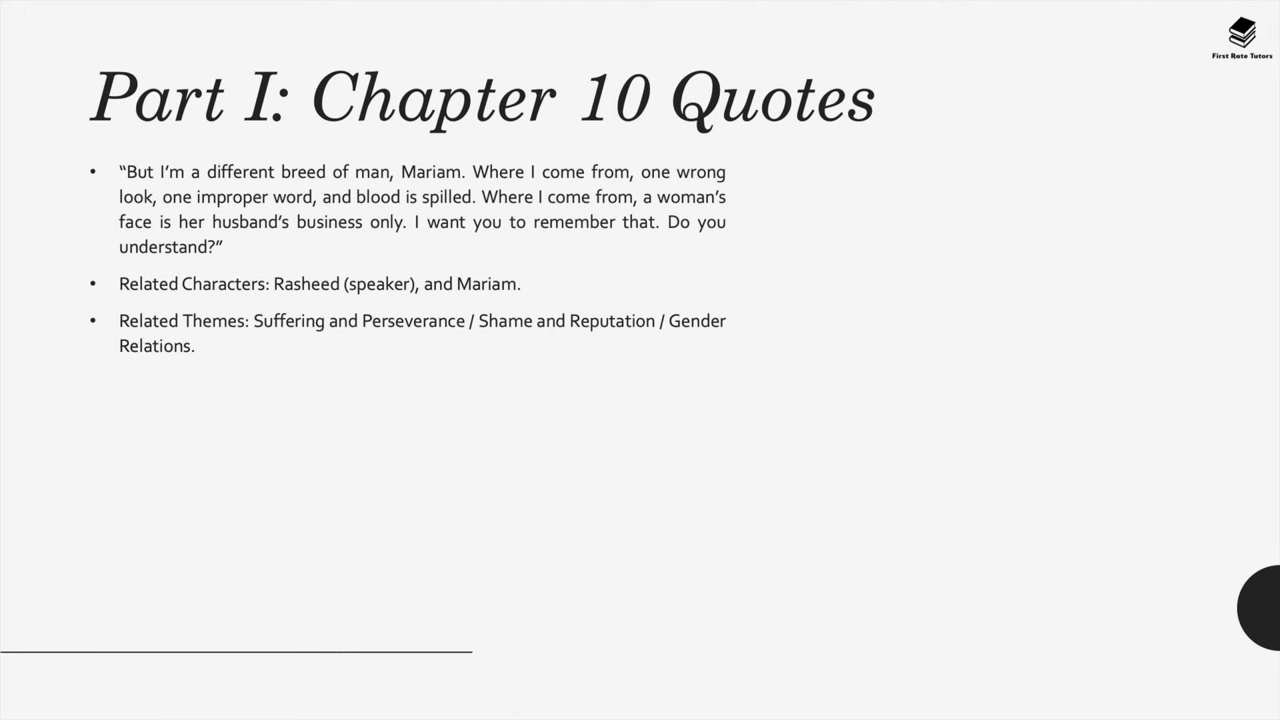 First Rate Tutors
Part I: Chapter 10 Quotes
• “But I’m a different breed of man, Mariam. Where I come from, one wrong
look, one improper word, and blood is spilled. Where I come from, a woman’s
face is her husband’s business only. I want you to remember that. Do you
understand?”
• Related Characters: Rasheed (speaker), and Mariam.
• Related Themes: Suffering and Perseverance / Shame and Reputation / Gender
Relations.